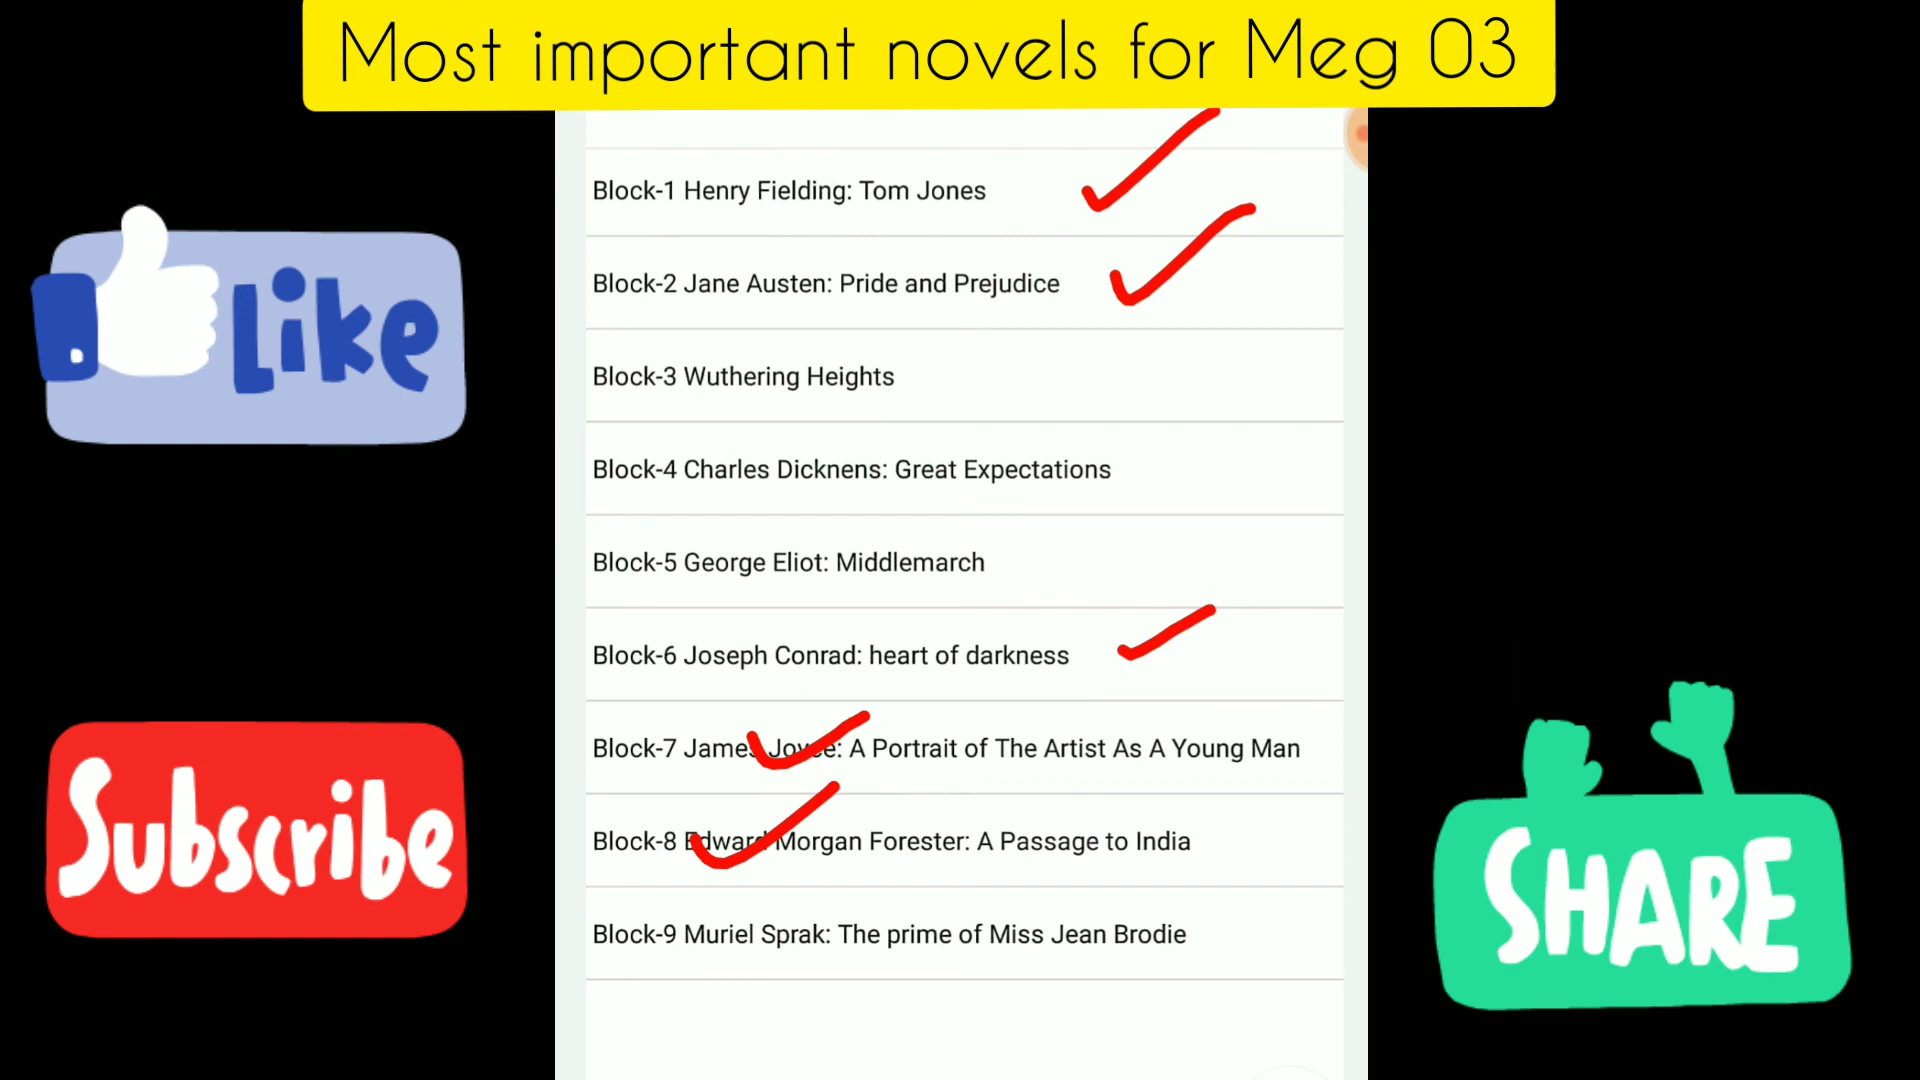 Most important novels for Meg 03
Block-1 Henry Fielding: Tom Jones
Block-2 Jane Austen: Pride and Prejudice
Like
Block-3 Wuthering Heights
Block-4 Charles Dicknens: Great Expectations
Block-5 George Eliot: Middlemarch
Block-6 Joseph Conrad: heart of darkness
Block-7 James Joyce: A Portrait of The Artist As A Young Man
Block-8 Edward Morgan Forester: A Passage to India
Subscribe
SHARE
Block-9 Muriel Sprak: The prime of Miss Jean Brodie